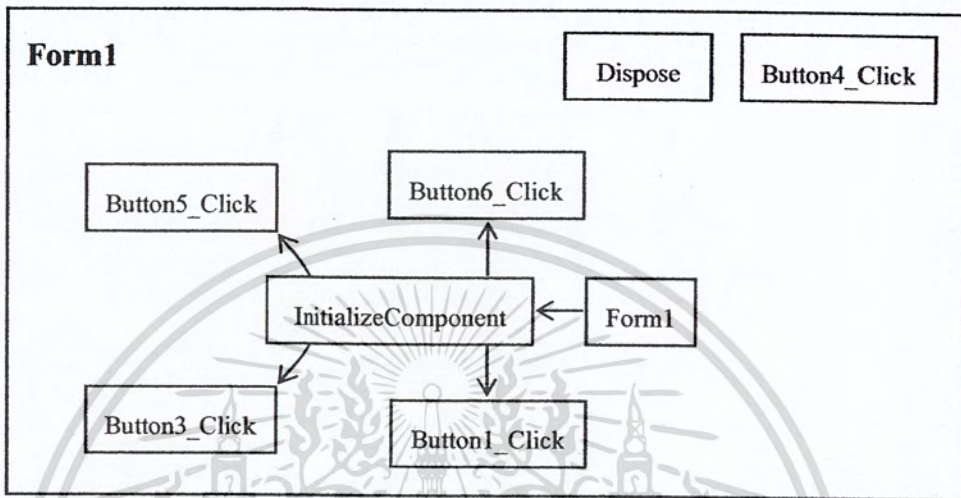 Form1
Dispose
Button4_Click
Button5_Click
Button6_Click
InitializeComponent
Form1
Button3_Click
Button1_Click